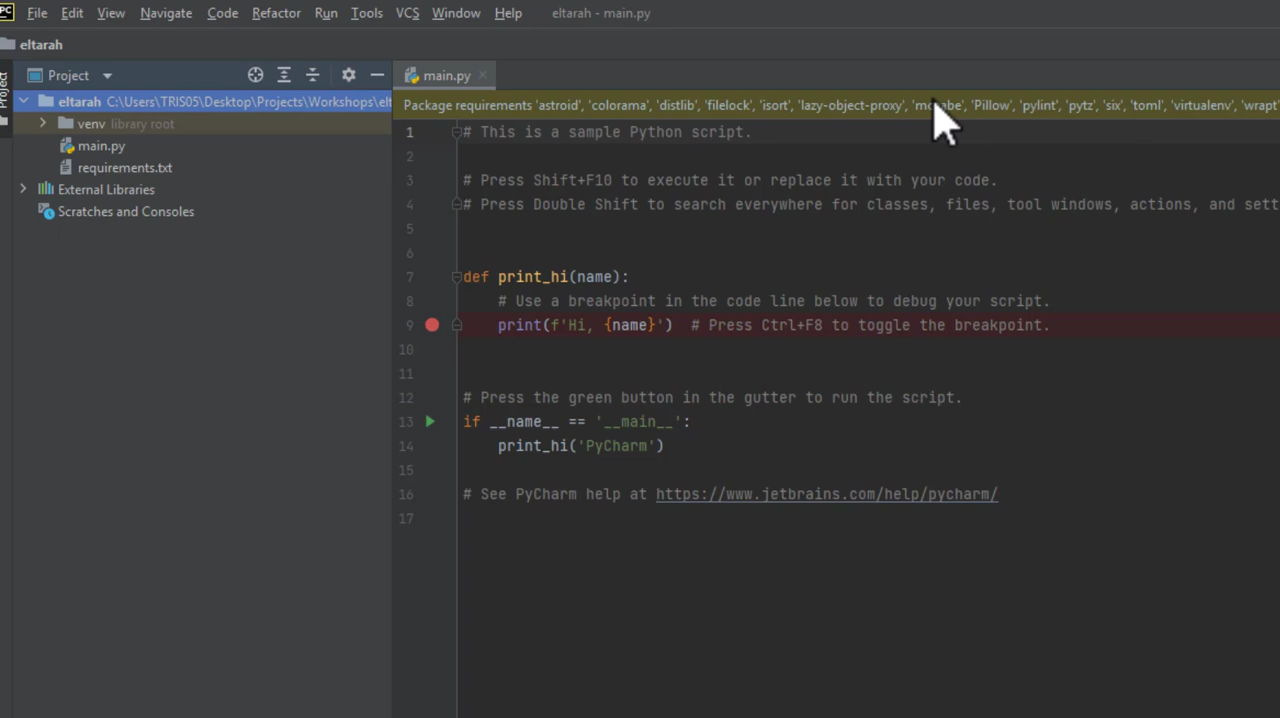 PC File Edit View Navigate Code Refactor Run Tools VCS Window Help eltarah - main.py
eltarah
Project
Project main.py
eltarah C:\Users\TRIS05\Desktop\Projects\Workshops\elt
Package requirements 'astroid', 'colorama', 'distlib', 'filelock', 'isort', 'lazy-object-proxy', 'Pillow', 'pylint', 'pytz', 'six', 'toml', 'virtualenv', 'wrapt'
venv library root
main.py
requirements.txt
External Libraries
Scratches and Consoles
1 # This is a sample Python script.
2
3 # Press Shift+F10 to execute it or replace it with your code.
4 # Press Double Shift to search everywhere for classes, files, tool windows, actions, and sett
5
6
7 def print_hi(name):
8 # Use a breakpoint in the code line below to debug your script.
9 print(f'Hi, {name}') # Press Ctrl+F8 to toggle the breakpoint.
10
11
12 # Press the green button in the gutter to run the script.
13 if __name__ == '__main__':
14 print_hi('PyCharm')
15
16 # See PyCharm help at https://www.jetbrains.com/help/pycharm/
17